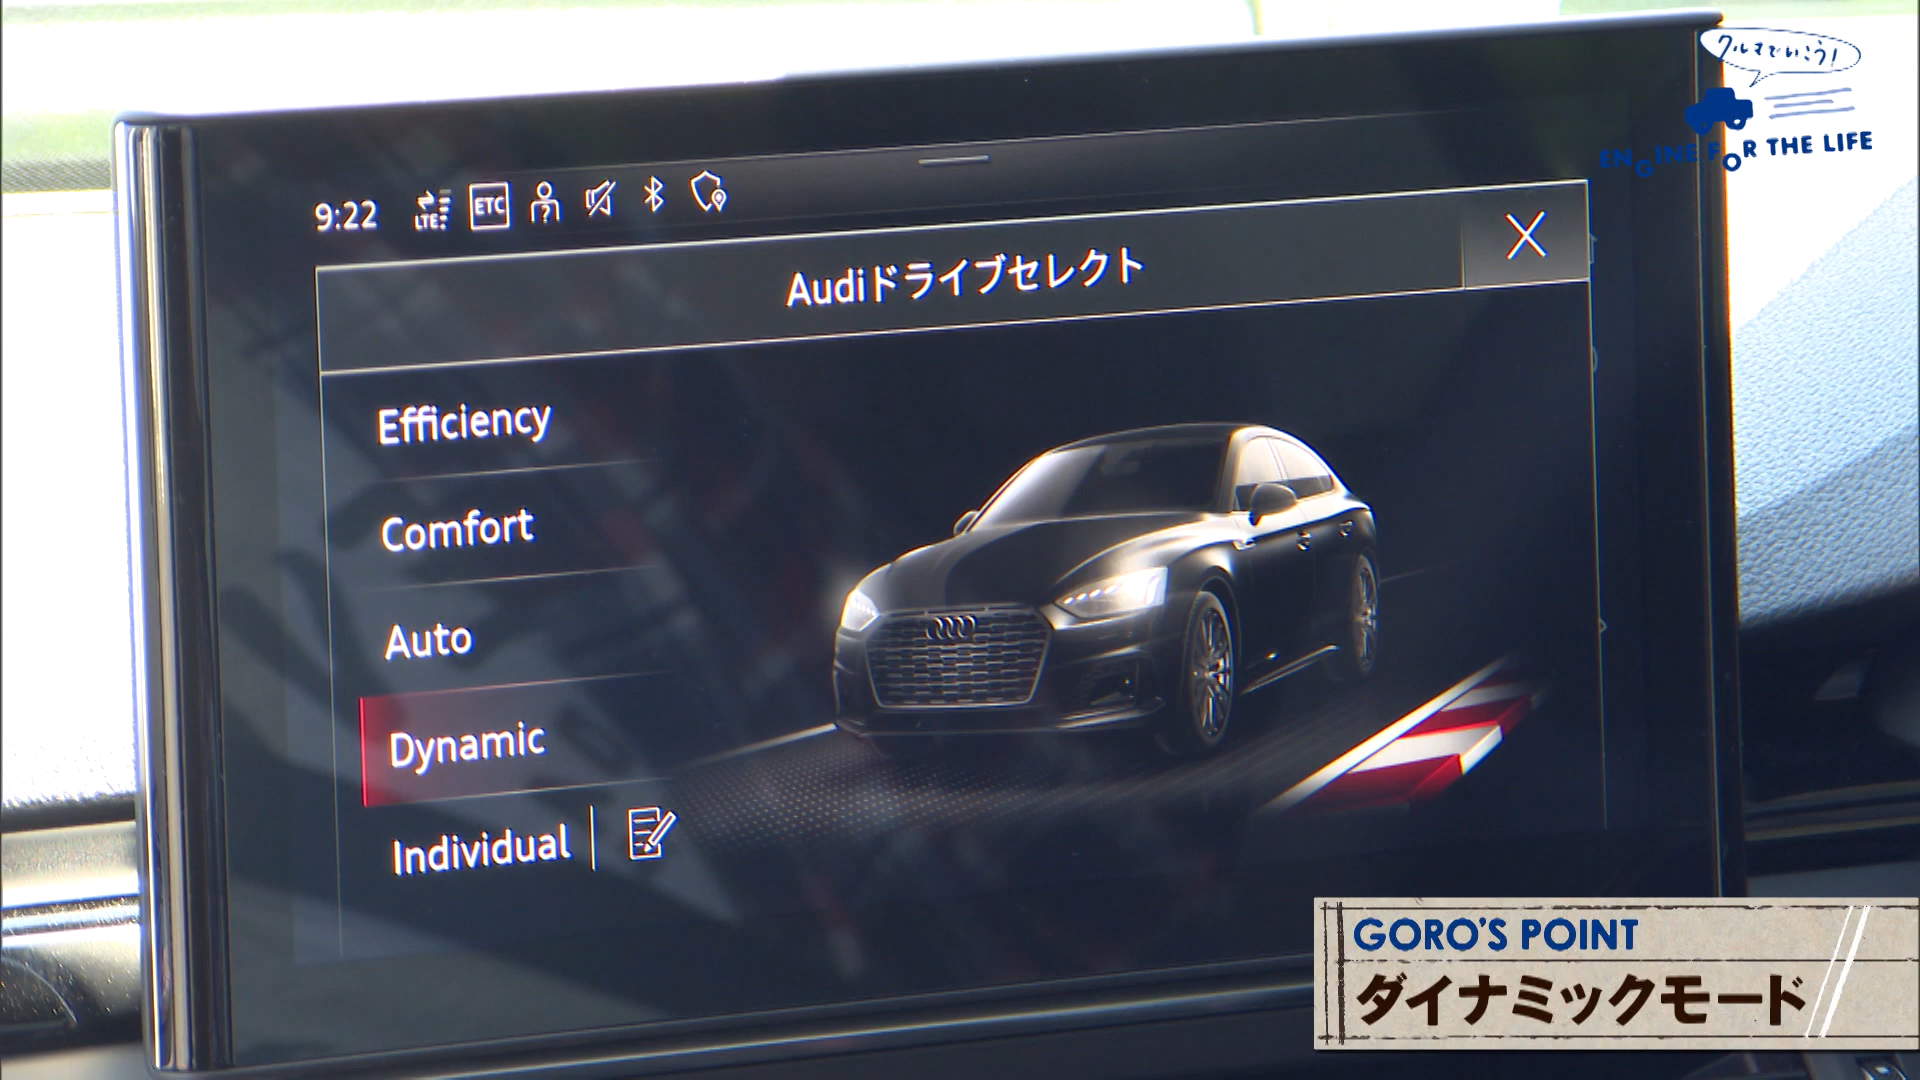 クルマでいこう!
ENGINE FOR THE LIFE
9:22
LTE
ETC
Audiドライブセレクト
Efficiency
Comfort
Auto
Dynamic
Individual
GORO'S POINT
ダイナミックモード